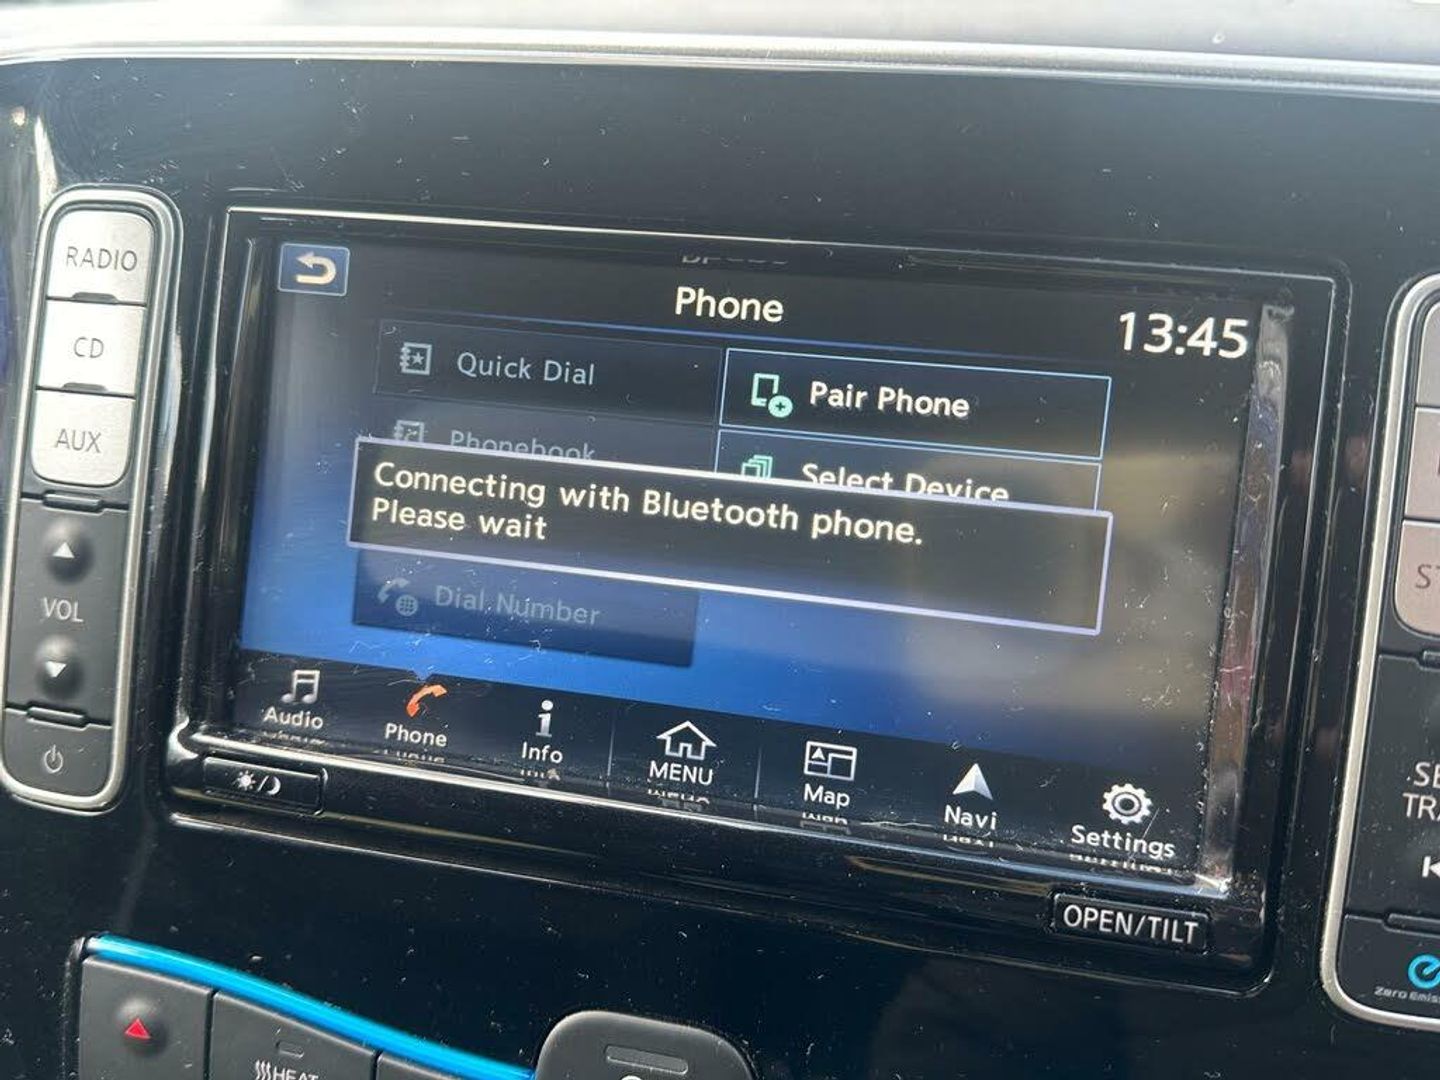 RADIO
CD
AUX
VOL
Phone
13:45
Quick Dial
Pair Phone
Phonebook
Select Device
Connecting with Bluetooth phone.
Please wait
Dial Number
Audio
Phone
Info
MENU
Map
Navi
Settings
OPEN/TILT
HEAT